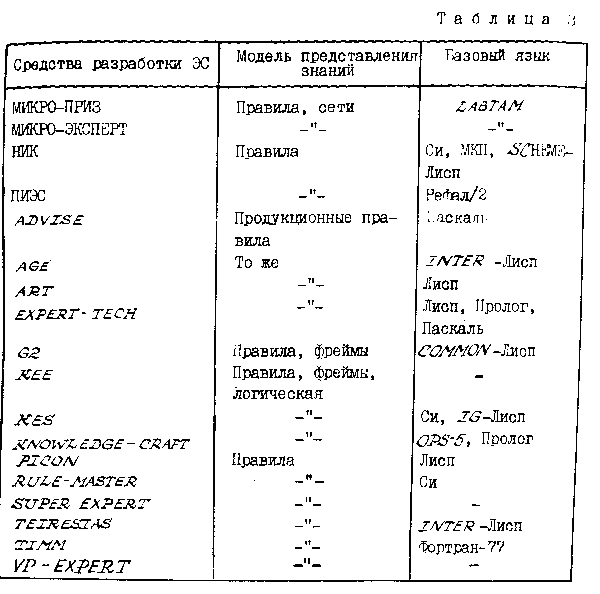 Таблица 3
Средства разработки ЭС | Модель представления знаний | Базовый язык
МИКРО-ПРИЗ | Правила, сети | LABTAM
МИКРО-ЭКСПЕРТ | –"– | –"–
НИК | Правила | Си, МКП, SCHEME-
Лисп
ПИЭС | –"– | Рефал/2
ADVISE | Продукционные пра- | Паскаль
вила
AGE | То же | INTER -Лисп
ART | –"– | Лисп
EXPERT-TECH | –"– | Лисп, Пролог,
Паскаль
G2 | Правила, фреймы | COMMON-Лисп
KEE | Правила, фреймы, | –
логическая
KES | –"– | Си, IG-Лисп
KNOWLEDGE-CRAFT | –"– | OPS-5, Пролог
PICON | Правила | Лисп
RULE-MASTER | –"– | Си
SUPER EXPERT | –"– | –
TEIRESIAS | –"– | INTER -Лисп
TIMM | –"– | Фортран-77
VP-EXPERT | –"– | –